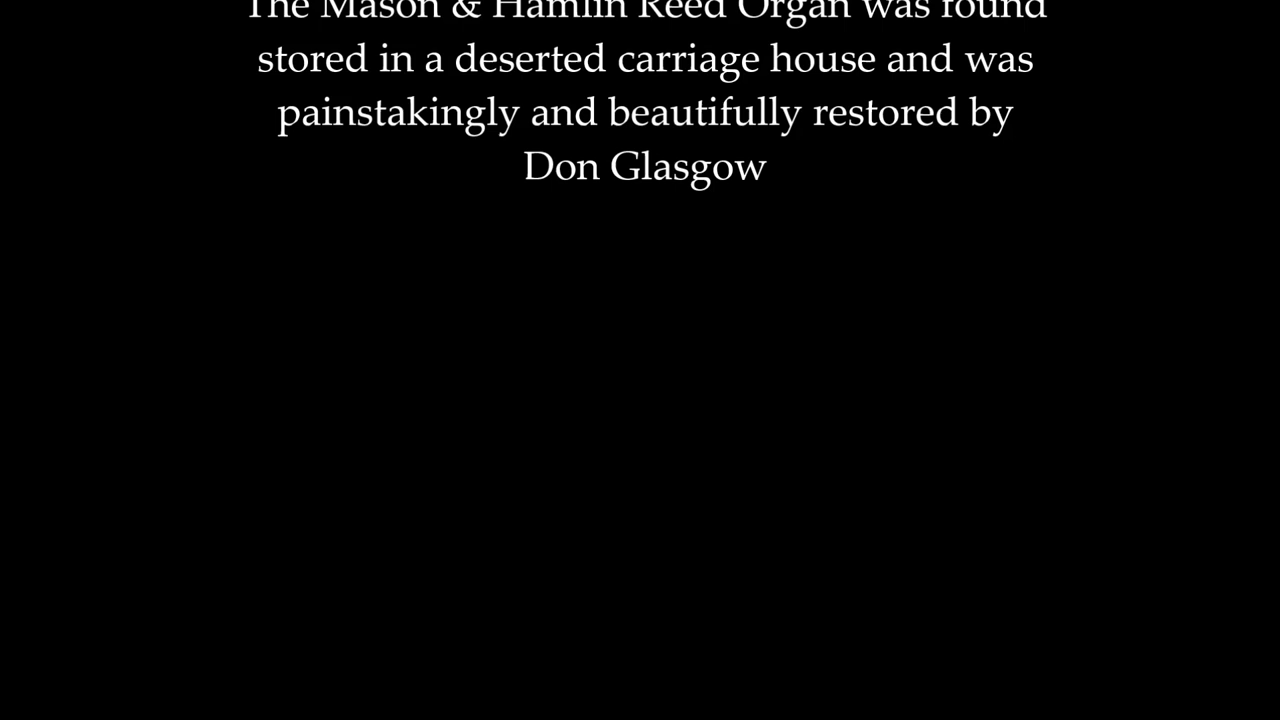 The Mason & Hamlin Reed Organ was found
stored in a deserted carriage house and was
painstakingly and beautifully restored by
Don Glasgow